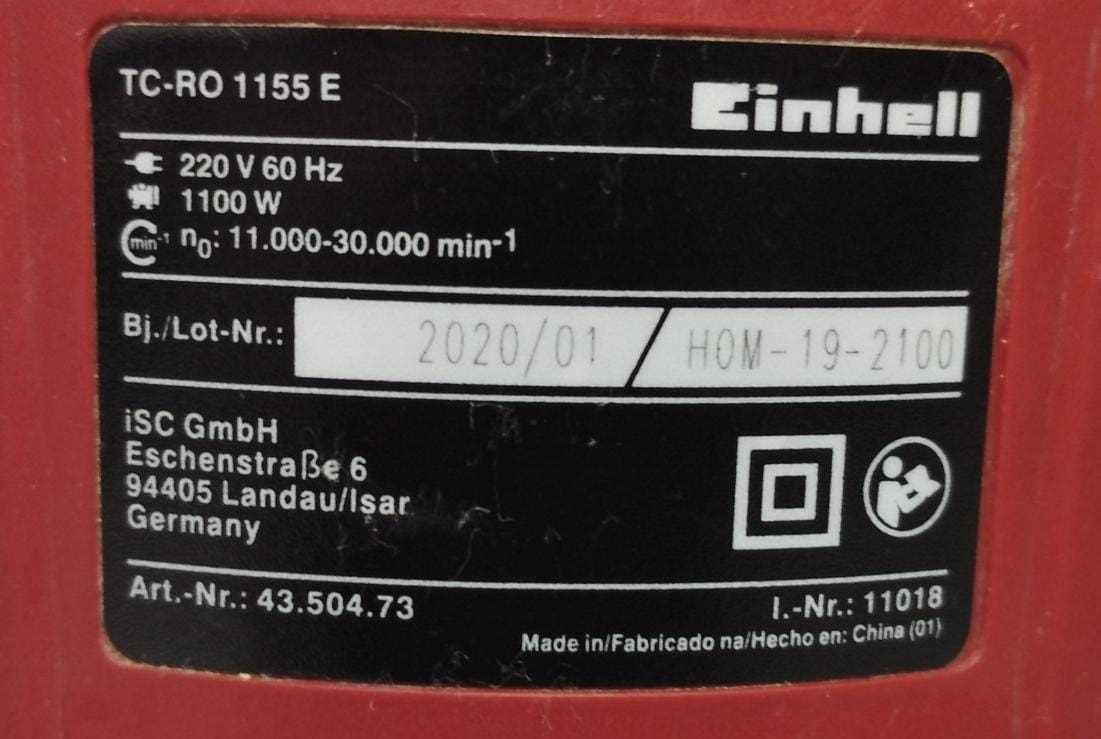 TC-RO 1155 E
Einhell
220 V 60 Hz
1100 W
min-1 n0: 11.000-30.000 min-1
Bj./Lot-Nr.: 2020/01 / HOM-19-2100
iSC GmbH
Eschenstraße 6
94405 Landau/Isar
Germany
Art.-Nr.: 43.504.73
I.-Nr.: 11018
Made in/Fabricado na/Hecho en: China (01)